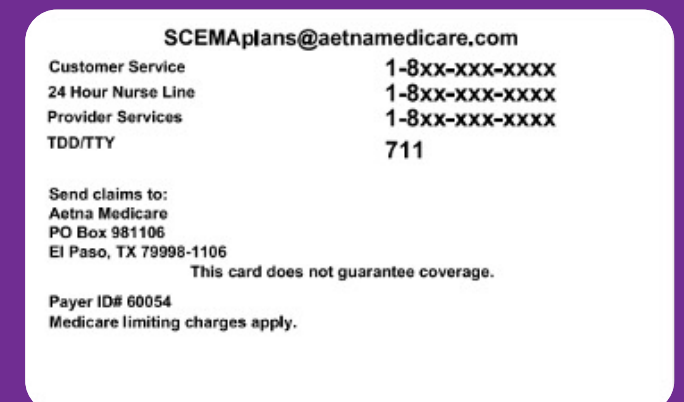 SCEMAplans@aetnamedicare.com
Customer Service 1-8xx-xxx-xxxx
24 Hour Nurse Line 1-8xx-xxx-xxxx
Provider Services 1-8xx-xxx-xxxx
TDD/TTY 711
Send claims to:
Aetna Medicare
PO Box 981106
El Paso, TX 79998-1106
This card does not guarantee coverage.
Payer ID# 60054
Medicare limiting charges apply.